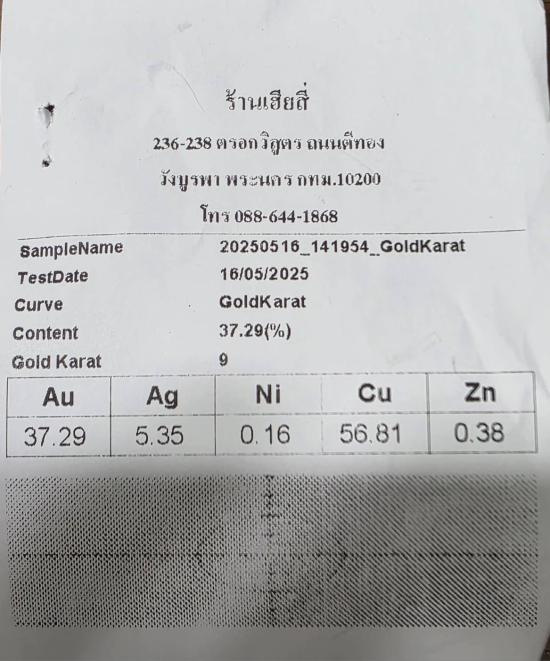 ร้านเฮียสี่
236-238 ตรอกวิสูตร ถนนตีทอง
วังบูรพา พระนคร กทม.10200
โทร 088-644-1868
SampleName 20250516_141954_GoldKarat
TestDate 16/05/2025
Curve GoldKarat
Content 37.29(%)
Gold Karat 9
Au Ag Ni Cu Zn
37.29 5.35 0.16 56.81 0.38